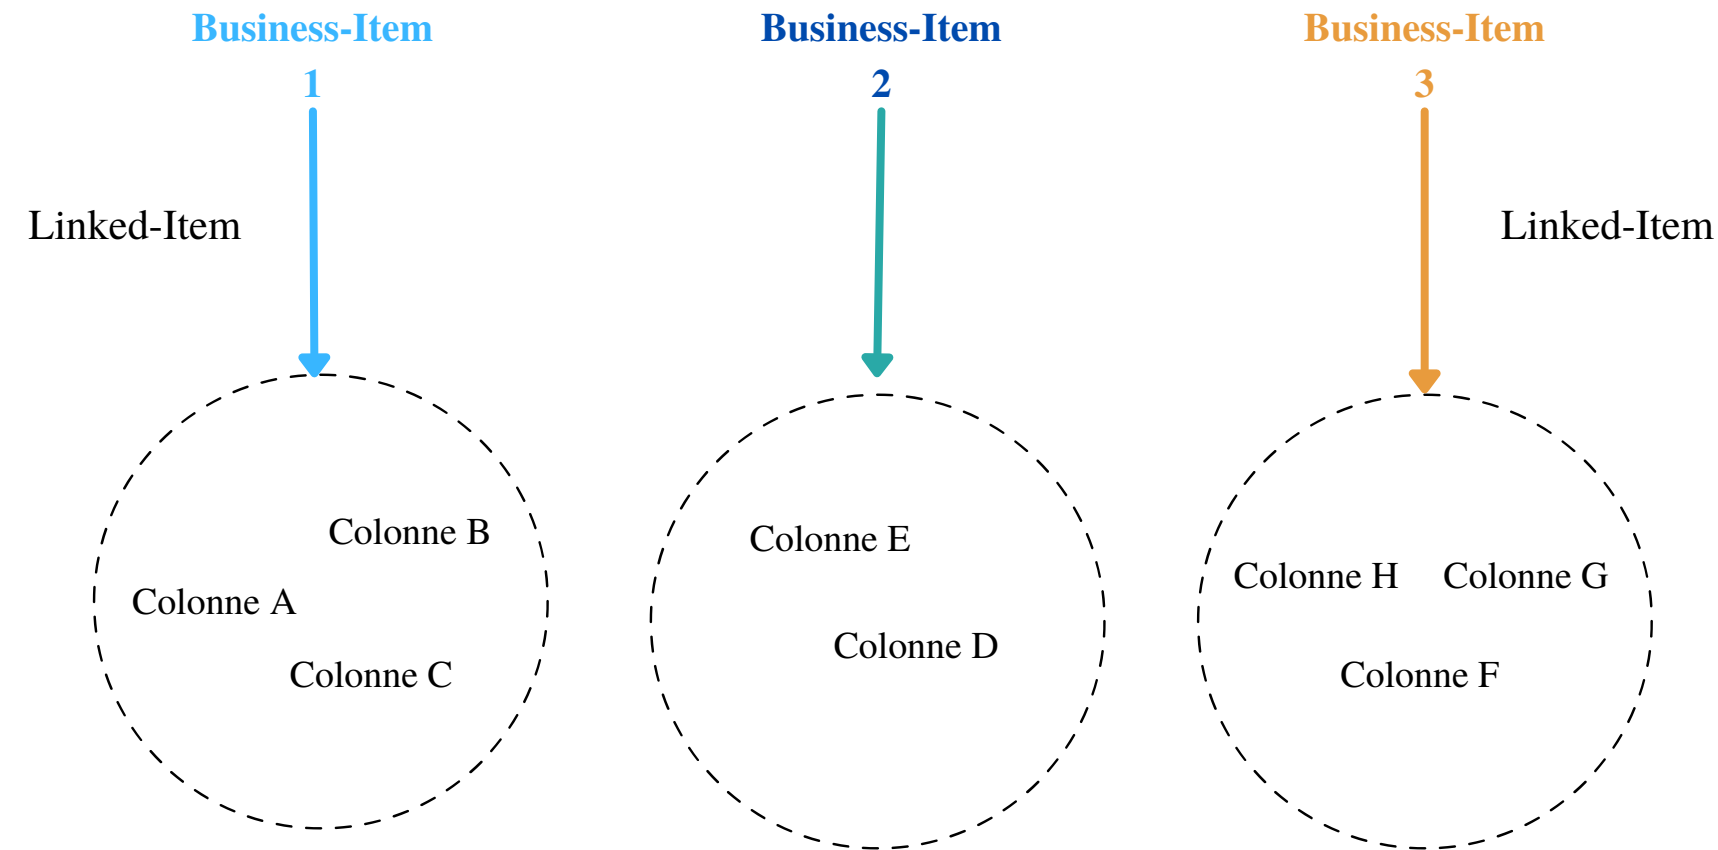 Business-Item
1
Business-Item
2
Business-Item
3
Linked-Item
Linked-Item
Colonne B
Colonne A
Colonne C
Colonne E
Colonne D
Colonne H
Colonne G
Colonne F